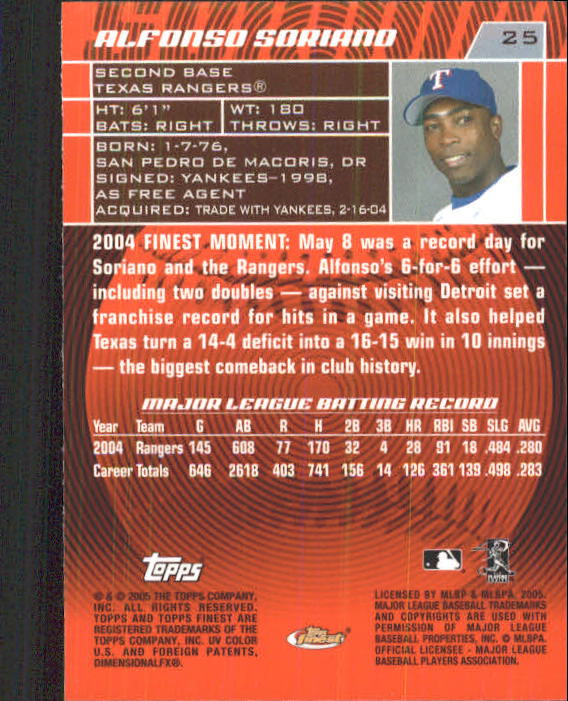 ALFONSO SORIANO
25
SECOND BASE
TEXAS RANGERS®
HT: 6'1" WT: 180
BATS: RIGHT THROWS: RIGHT
BORN: 1-7-76,
SAN PEDRO DE MACORIS, DR
SIGNED: YANKEES–1998,
AS FREE AGENT
ACQUIRED: TRADE WITH YANKEES, 2-16-04
T
2004 FINEST MOMENT: May 8 was a record day for
Soriano and the Rangers. Alfonso's 6-for-6 effort —
including two doubles — against visiting Detroit set a
franchise record for hits in a game. It also helped
Texas turn a 14-4 deficit into a 16-15 win in 10 innings
— the biggest comeback in club history.
MAJOR LEAGUE BATTING RECORD
Year Team G AB R H 2B 3B HR RBI SB SLG AVG
2004 Rangers 145 608 77 170 32 4 28 91 18 .484 .280
Career Totals 646 2618 403 741 156 14 126 361 139 .498 .283
Topps
® & © 2005 THE TOPPS COMPANY,
INC. ALL RIGHTS RESERVED.
TOPPS AND TOPPS FINEST ARE
REGISTERED TRADEMARKS OF THE
TOPPS COMPANY, INC. UV COLOR
U.S. AND FOREIGN PATENTS,
DIMENSIONALFX®.
Finest
LICENSED BY MLBP & MLBPA, 2005.
MAJOR LEAGUE BASEBALL TRADEMARKS
AND COPYRIGHTS ARE USED WITH
PERMISSION OF MAJOR LEAGUE
BASEBALL PROPERTIES, INC. © MLBPA.
OFFICIAL LICENSEE - MAJOR LEAGUE
BASEBALL PLAYERS ASSOCIATION.